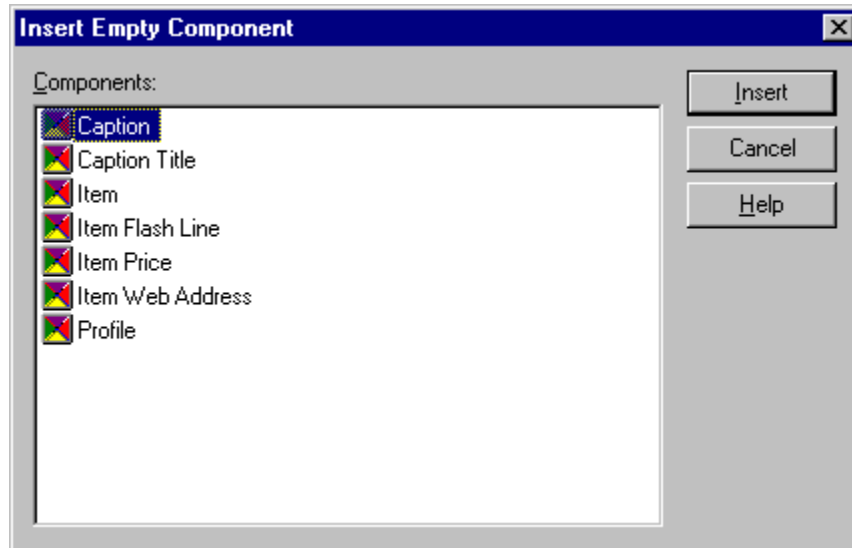 Insert Empty Component
Components:
Caption
Caption Title
Item
Item Flash Line
Item Price
Item Web Address
Profile
Insert
Cancel
Help